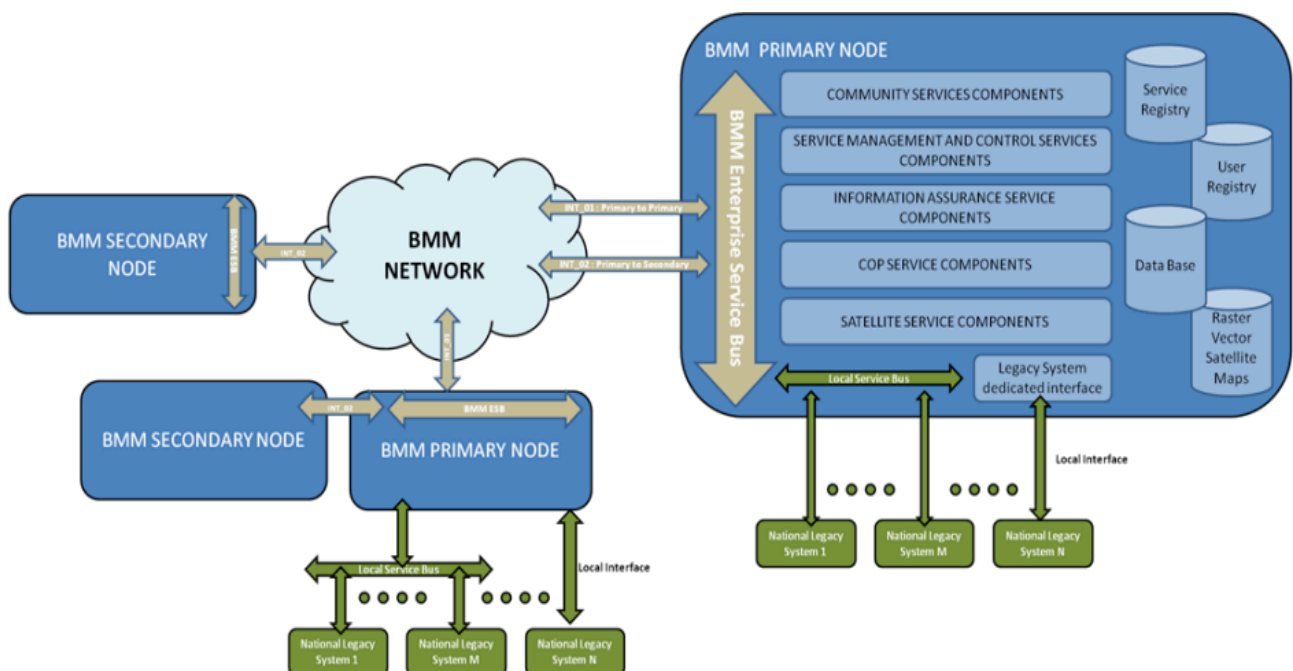 BMM PRIMARY NODE
BMM Enterprise Service Bus
COMMUNITY SERVICES COMPONENTS
SERVICE MANAGEMENT AND CONTROL SERVICES
COMPONENTS
INFORMATION ASSURANCE SERVICE
COMPONENTS
COP SERVICE COMPONENTS
SATELLITE SERVICE COMPONENTS
Service
Registry
User
Registry
Data Base
Raster
Vector
Satellite
Maps
Local Service Bus
Legacy System
dedicated interface
Local Interface
National Legacy
System 1
National Legacy
System M
National Legacy
System N
INT_01 : Primary to Primary
INT_02 : Primary to Secondary
BMM
NETWORK
BMM SECONDARY
NODE
BMM ESB
INT_02
BMM SECONDARY NODE
INT_02
BMM ESB
BMM PRIMARY NODE
Local Service Bus
Local Interface
National Legacy
System 1
National Legacy
System M
National Legacy
System N